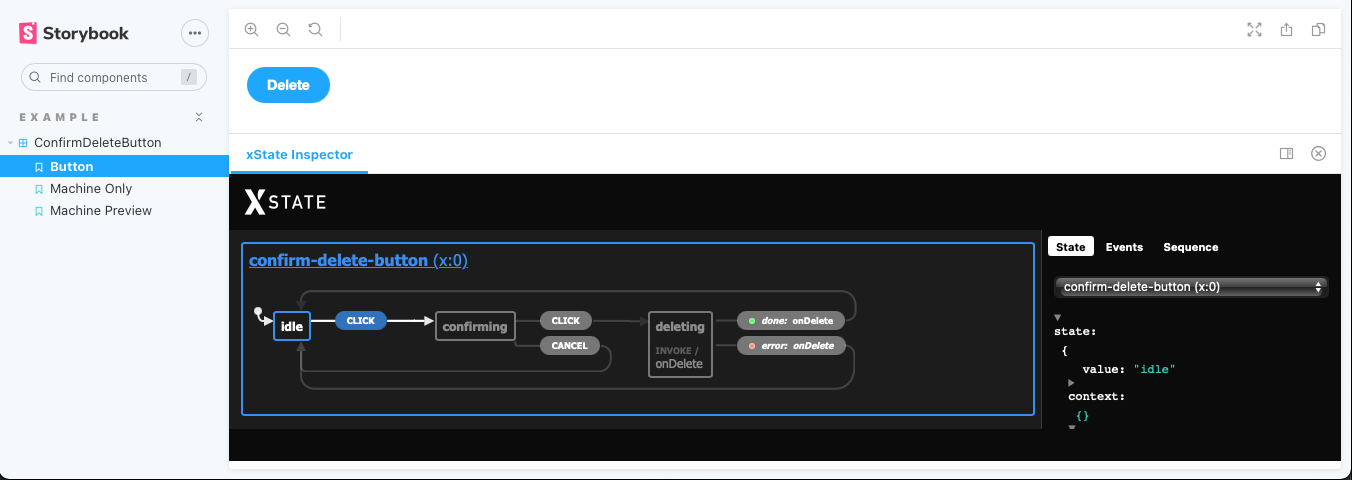 Storybook
Find components
/
EXAMPLE
ConfirmDeleteButton
Button
Machine Only
Machine Preview
Delete
xState Inspector
XSTATE
confirm-delete-button (x:0)
idle
CLICK
confirming
CLICK
CANCEL
deleting
INVOKE /
onDelete
done: onDelete
error: onDelete
State Events Sequence
confirm-delete-button (x:0)
state:
{
value: "idle"
context:
{}